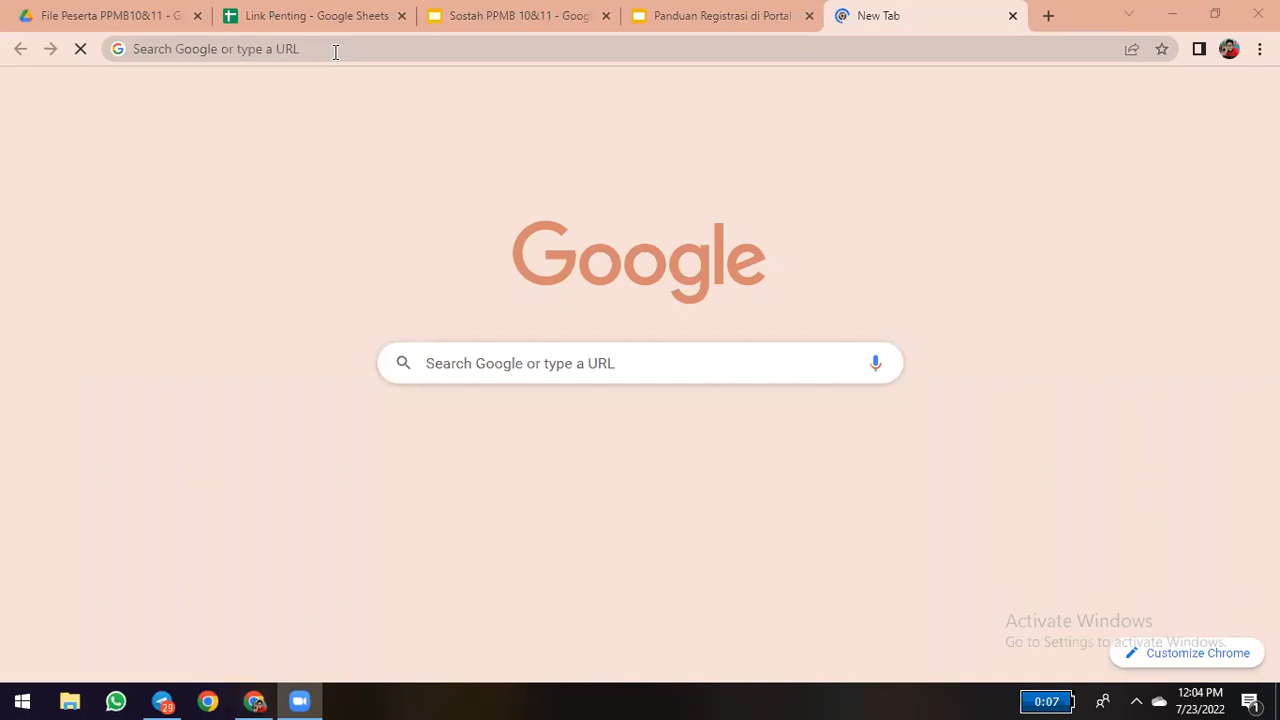 File Peserta PPMB10&11 - G
Link Penting - Google Sheets
Sostah PPMB 10&11 - Googl
Panduan Registrasi di Portal
New Tab
Search Google or type a URL
Google
Search Google or type a URL
Activate Windows
Go to Settings to activate Windows.
Customize Chrome
29
0:07
12:04 PM
7/23/2022
1